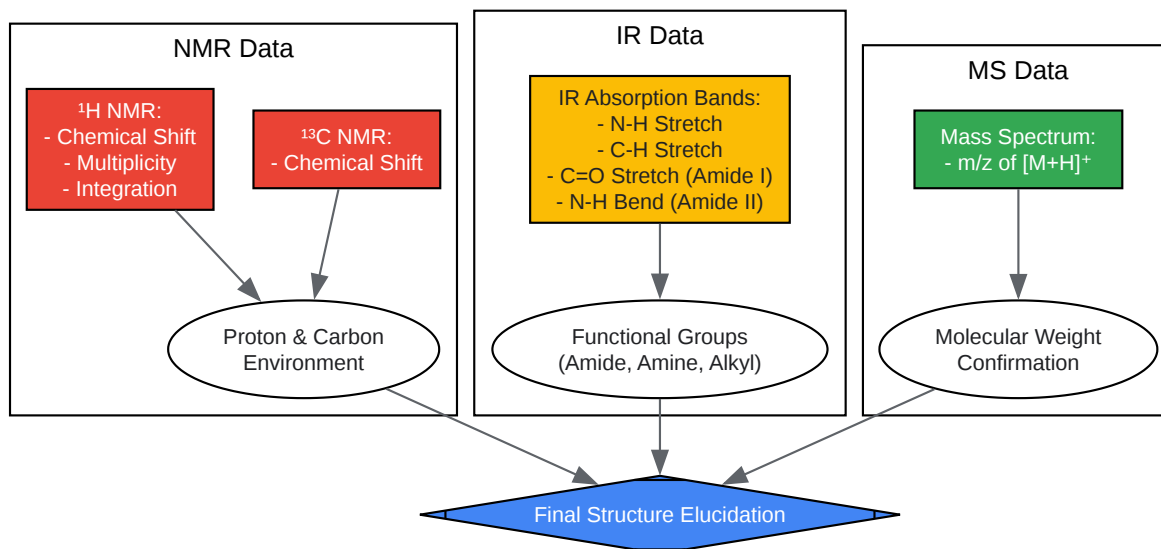 NMR Data
¹H NMR:
- Chemical Shift
- Multiplicity
- Integration
¹³C NMR:
- Chemical Shift
Proton & Carbon
Environment
IR Data
IR Absorption Bands:
- N-H Stretch
- C-H Stretch
- C=O Stretch (Amide I)
- N-H Bend (Amide II)
Functional Groups
(Amide, Amine, Alkyl)
MS Data
Mass Spectrum:
- m/z of [M+H]⁺
Molecular Weight
Confirmation
Final Structure Elucidation